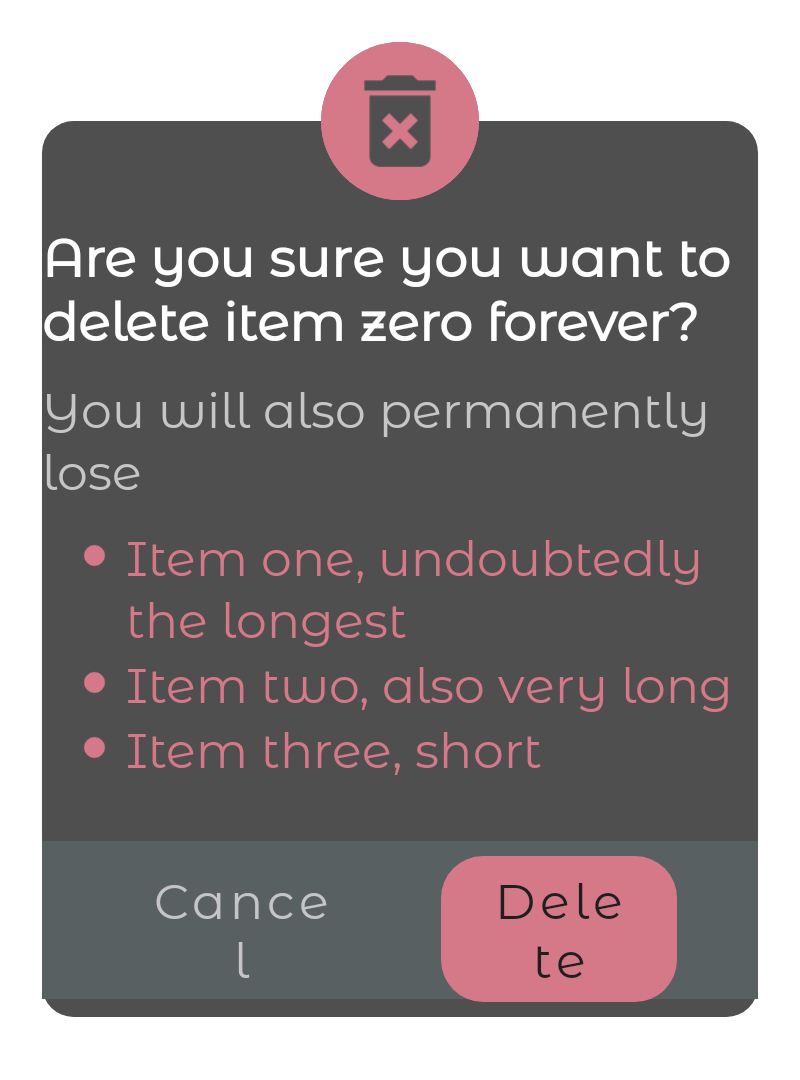 Are you sure you want to
delete item zero forever?
You will also permanently
lose
Item one, undoubtedly
the longest
Item two, also very long
Item three, short
Cance
l
Dele
te